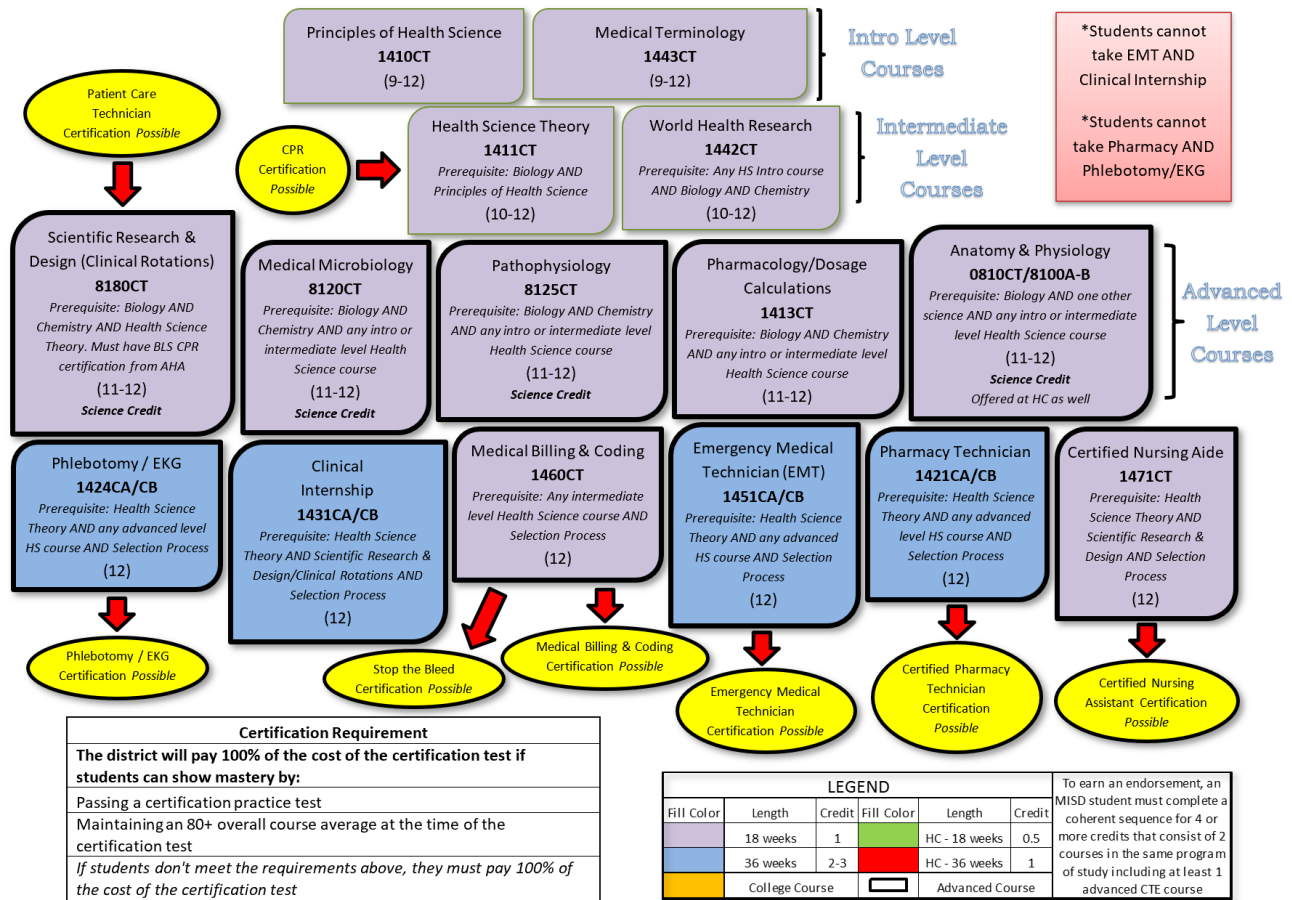 Principles of Health Science
1410CT
(9-12)
Medical Terminology
1443CT
(9-12)
Intro Level
Courses
*Students cannot
take EMT AND
Clinical Internship
*Students cannot
take Pharmacy AND
Phlebotomy/EKG
Patient Care
Technician
Certification Possible
CPR
Certification
Possible
Health Science Theory
1411CT
Prerequisite: Biology AND
Principles of Health Science
(10-12)
World Health Research
1442CT
Prerequisite: Any HS Intro course
AND Biology AND Chemistry
(10-12)
Intermediate
Level
Courses
Scientific Research &
Design (Clinical Rotations)
8180CT
Prerequisite: Biology AND
Chemistry AND Health Science
Theory. Must have BLS CPR
certification from AHA
(11-12)
Science Credit
Medical Microbiology
8120CT
Prerequisite: Biology AND
Chemistry AND any intro or
intermediate level Health
Science course
(11-12)
Science Credit
Pathophysiology
8125CT
Prerequisite: Biology AND Chemistry
AND any intro or intermediate level
Health Science course
(11-12)
Science Credit
Pharmacology/Dosage
Calculations
1413CT
Prerequisite: Biology AND Chemistry
AND any intro or intermediate level
Health Science course
(11-12)
Anatomy & Physiology
0810CT/8100A-B
Prerequisite: Biology AND one other
science AND any intro or intermediate
level Health Science course
(11-12)
Science Credit
Offered at HC as well
Advanced
Level
Courses
Phlebotomy / EKG
1424CA/CB
Prerequisite: Health Science
Theory AND any advanced level
HS course AND Selection Process
(12)
Clinical
Internship
1431CA/CB
Prerequisite: Health Science
Theory AND Scientific Research &
Design/Clinical Rotations AND
Selection Process
(12)
Medical Billing & Coding
1460CT
Prerequisite: Any intermediate
level Health Science course AND
Selection Process
(12)
Emergency Medical
Technician (EMT)
1451CA/CB
Prerequisite: Health Science
Theory AND any advanced
HS course AND Selection
Process
(12)
Pharmacy Technician
1421CA/CB
Prerequisite: Health Science
Theory AND any advanced
level HS course AND
Selection Process
(12)
Certified Nursing Aide
1471CT
Prerequisite: Health
Science Theory AND
Scientific Research &
Design AND Selection
Process
(12)
Phlebotomy / EKG
Certification Possible
Stop the Bleed
Certification Possible
Medical Billing & Coding
Certification Possible
Emergency Medical
Technician
Certification Possible
Certified Pharmacy
Technician
Certification
Possible
Certified Nursing
Assistant Certification
Possible
Certification Requirement
The district will pay 100% of the cost of the certification test if
students can show mastery by:
Passing a certification practice test
Maintaining an 80+ overall course average at the time of the
certification test
If students don't meet the requirements above, they must pay 100% of
the cost of the certification test
LEGEND
Fill Color Length Credit Fill Color Length Credit
18 weeks 1 HC - 18 weeks 0.5
36 weeks 2-3 HC - 36 weeks 1
College Course Advanced Course
To earn an endorsement, an
MISD student must complete a
coherent sequence for 4 or
more credits that consist of 2
courses in the same program
of study including at least 1
advanced CTE course